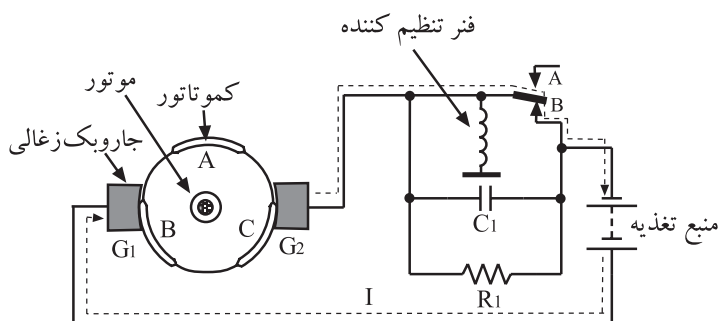 فنر تنظیم کننده
موتور
کموتاتور
جاروبک زغالی
A
B
A
B
C
G1
G2
C1
R1
I
منبع تغذیه